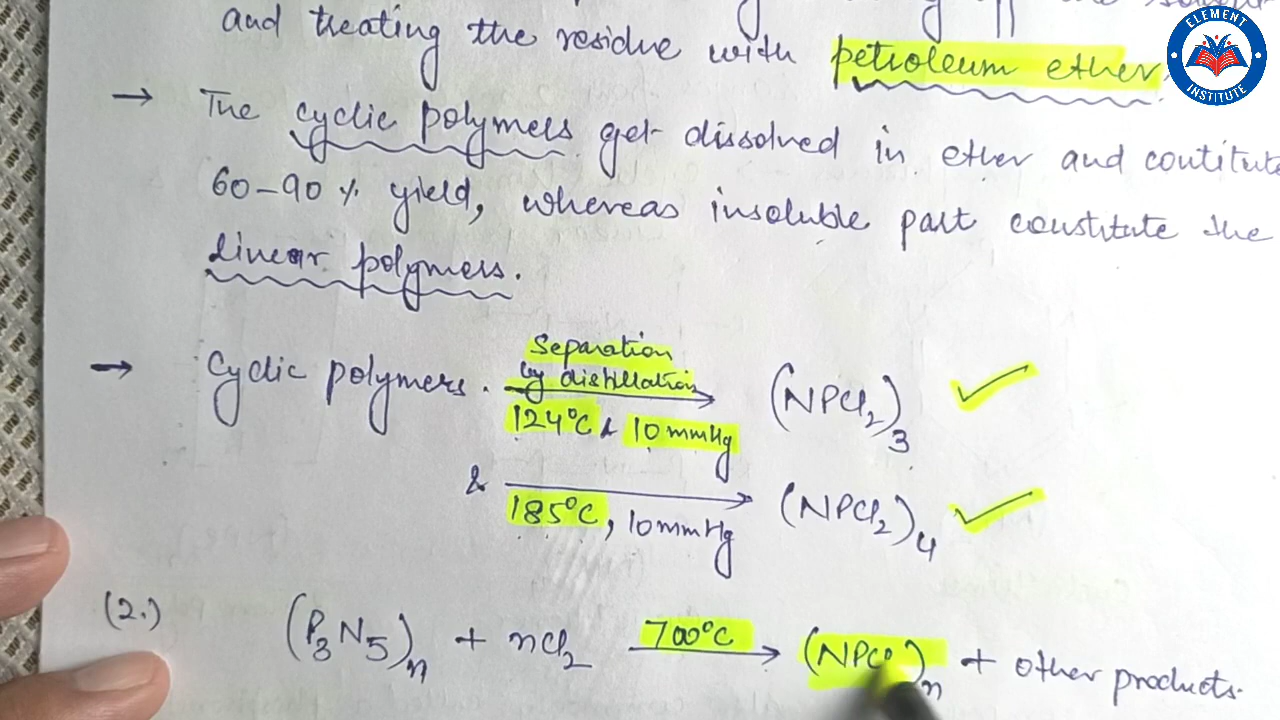 and treating the residue with petroleum ether.
ELEMENT
INSTITUTE
→ The cyclic polymers get dissolved in ether and contitute
60-90% yield, whereas insoluble part constitute the
linear polymers.
→ Cyclic polymers. Separation
by distillation
124°C & 10 mmHg (NPCl₂)₃ ✓
& 185°C, 10 mmHg (NPCl₂)₄ ✓
(2.) (P₃N₅)ₙ + nCl₂ 700°C → (NPCl )ₙ + other products.